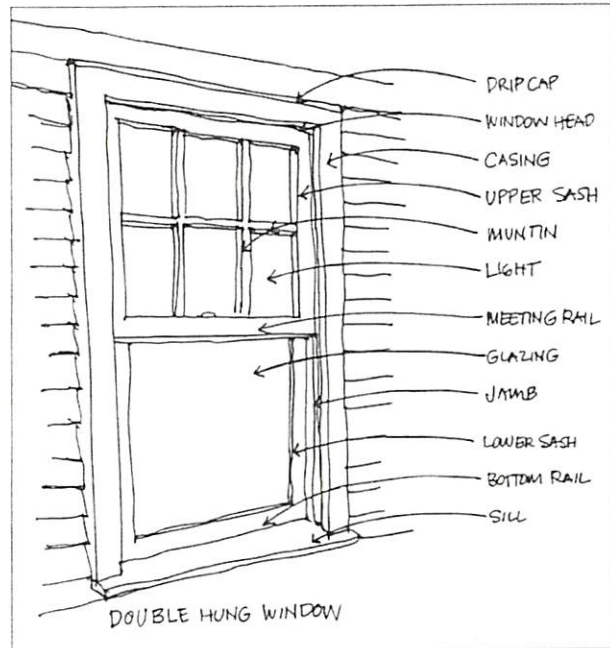 DRIP CAP
WINDOW HEAD
CASING
UPPER SASH
MUNTIN
LIGHT
MEETING RAIL
GLAZING
JAMB
LOWER SASH
BOTTOM RAIL
SILL
DOUBLE HUNG WINDOW